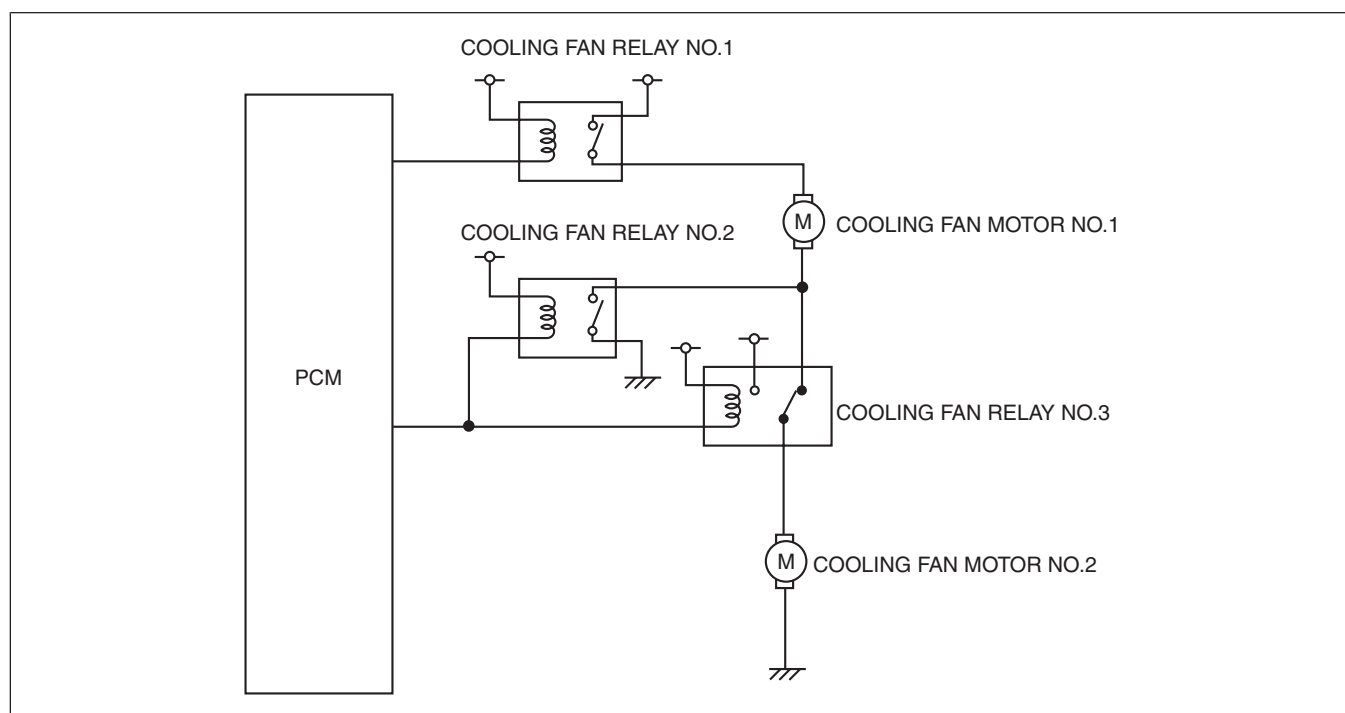 COOLING FAN RELAY NO.1
M
COOLING FAN MOTOR NO.1
COOLING FAN RELAY NO.2
PCM
COOLING FAN RELAY NO.3
M
COOLING FAN MOTOR NO.2